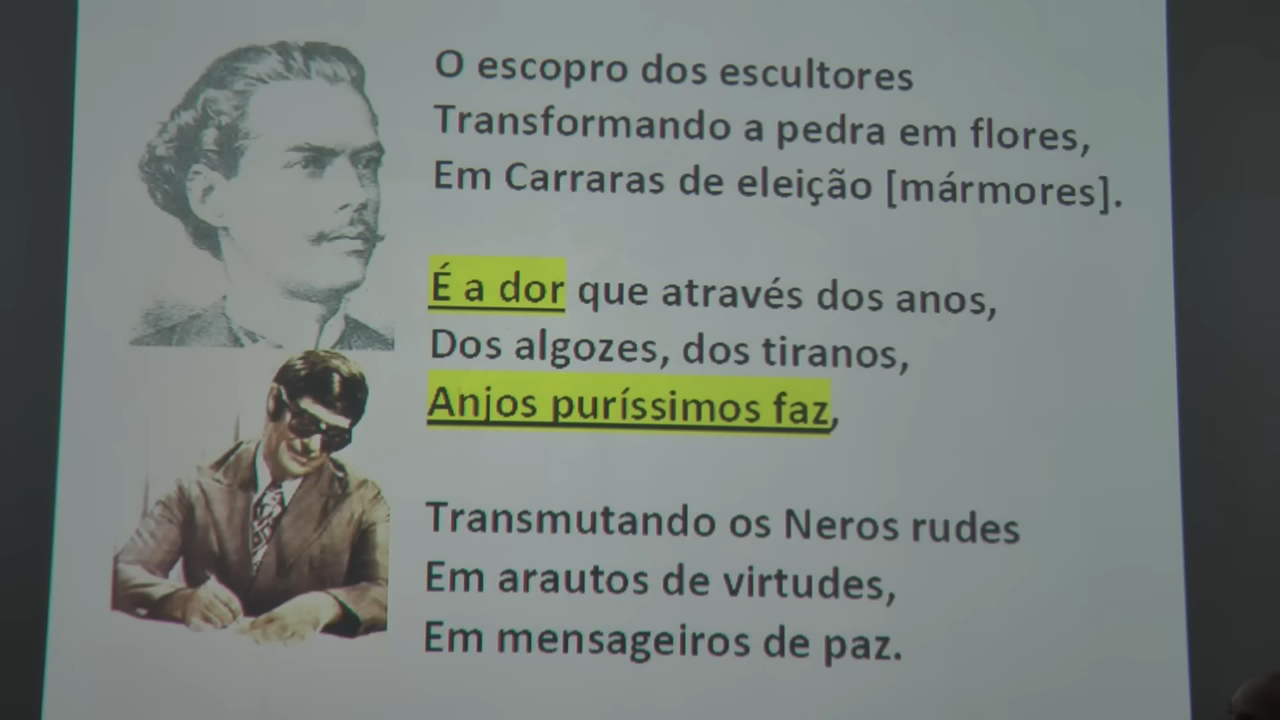 O escopro dos escultores
Transformando a pedra em flores,
Em Carraras de eleição [mármores].
É a dor que através dos anos,
Dos algozes, dos tiranos,
Anjos puríssimos faz,
Transmutando os Neros rudes
Em arautos de virtudes,
Em mensageiros de paz.